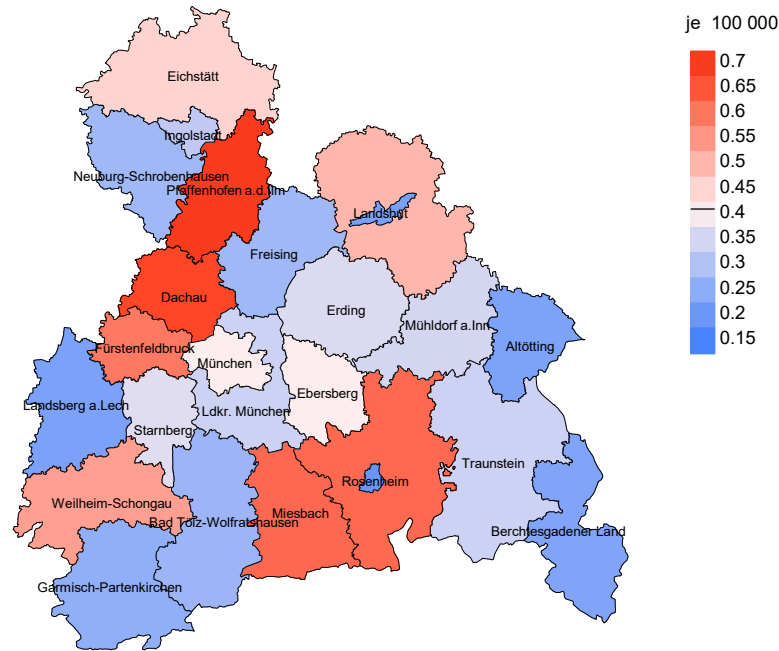 je 100 000
0.7
0.65
0.6
0.55
0.5
0.45
0.4
0.35
0.3
0.25
0.2
0.15
Eichstätt
Ingolstadt
Neuburg-Schrobenhausen
Pfaffenhofen a.d.Ilm
Landshut
Freising
Dachau
Erding
Mühldorf a.Inn
Altötting
Fürstenfeldbruck
München
Ebersberg
Landsberg a.Lech
Ldkr. München
Starnberg
Traunstein
Rosenheim
Weilheim-Schongau
Miesbach
Bad Tölz-Wolfratshausen
Berchtesgadener Land
Garmisch-Partenkirchen